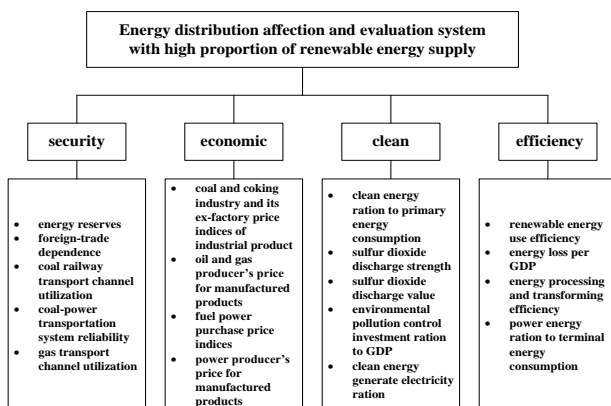 Energy distribution affection and evaluation system
with high proportion of renewable energy supply
security
economic
clean
efficiency
• energy reserves
• foreign-trade
dependence
• coal railway
transport channel
utilization
• coal-power
transportation
system reliability
• gas transport
channel utilization
• coal and coking
industry and its
ex-factory price
indices of
industrial product
• oil and gas
producer's price
for manufactured
products
• fuel power
purchase price
indices
• power producer's
price for
manufactured
products
• clean energy
ration to primary
energy
consumption
• sulfur dioxide
discharge strength
• sulfur dioxide
discharge value
• environmental
pollution control
investment ration
to GDP
• clean energy
generate electricity
ration
• renewable energy
use efficiency
• energy loss per
GDP
• energy processing
and transforming
efficiency
• power energy
ration to terminal
energy
consumption